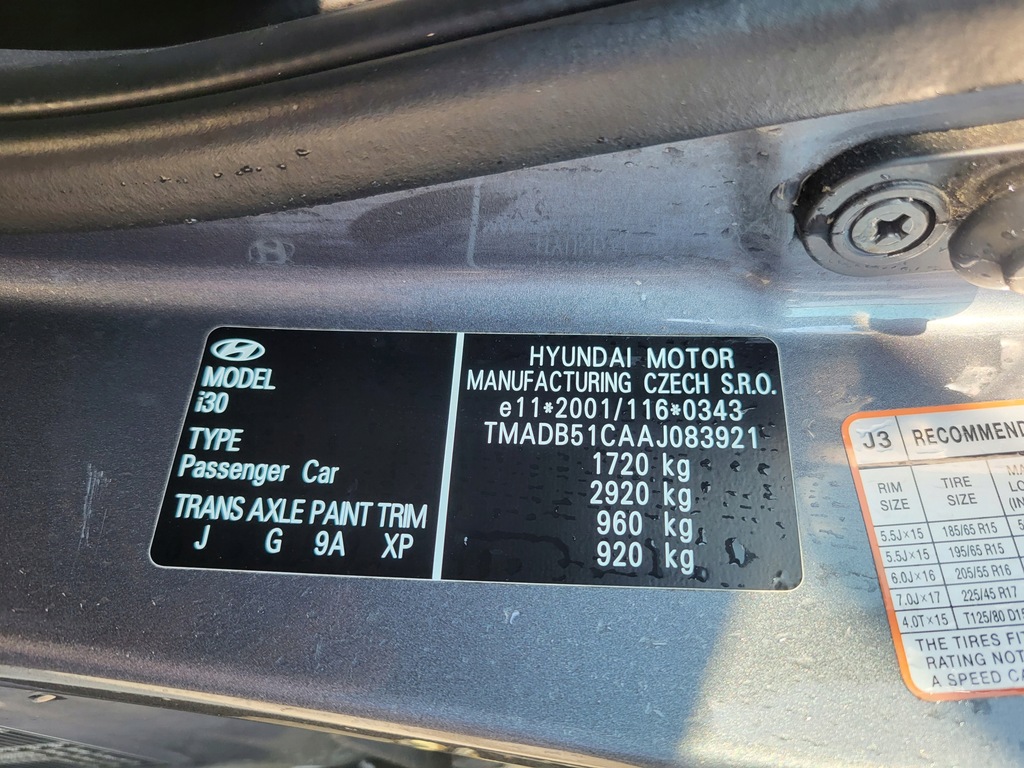 MODEL
i30
TYPE
Passenger Car
TRANS AXLE PAINT TRIM
J G 9A XP
HYUNDAI MOTOR
MANUFACTURING CZECH S.R.O.
e11*2001/116*0343
TMADB51CAAJ083921
1720 kg
2920 kg
960 kg
920 kg
J3 RECOMMEND
RIM SIZE TIRE SIZE
5.5J×15 185/65 R15
5.5J×15 195/65 R15
6.0J×16 205/55 R16
7.0J×17 225/45 R17
4.0T×15 T125/80 D15
THE TIRES
RATING NOT
A SPEED